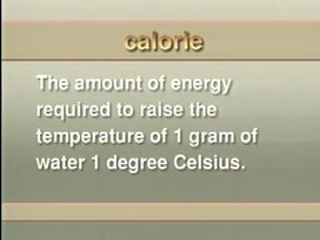 calorie
The amount of energy
required to raise the
temperature of 1 gram of
water 1 degree Celsius.